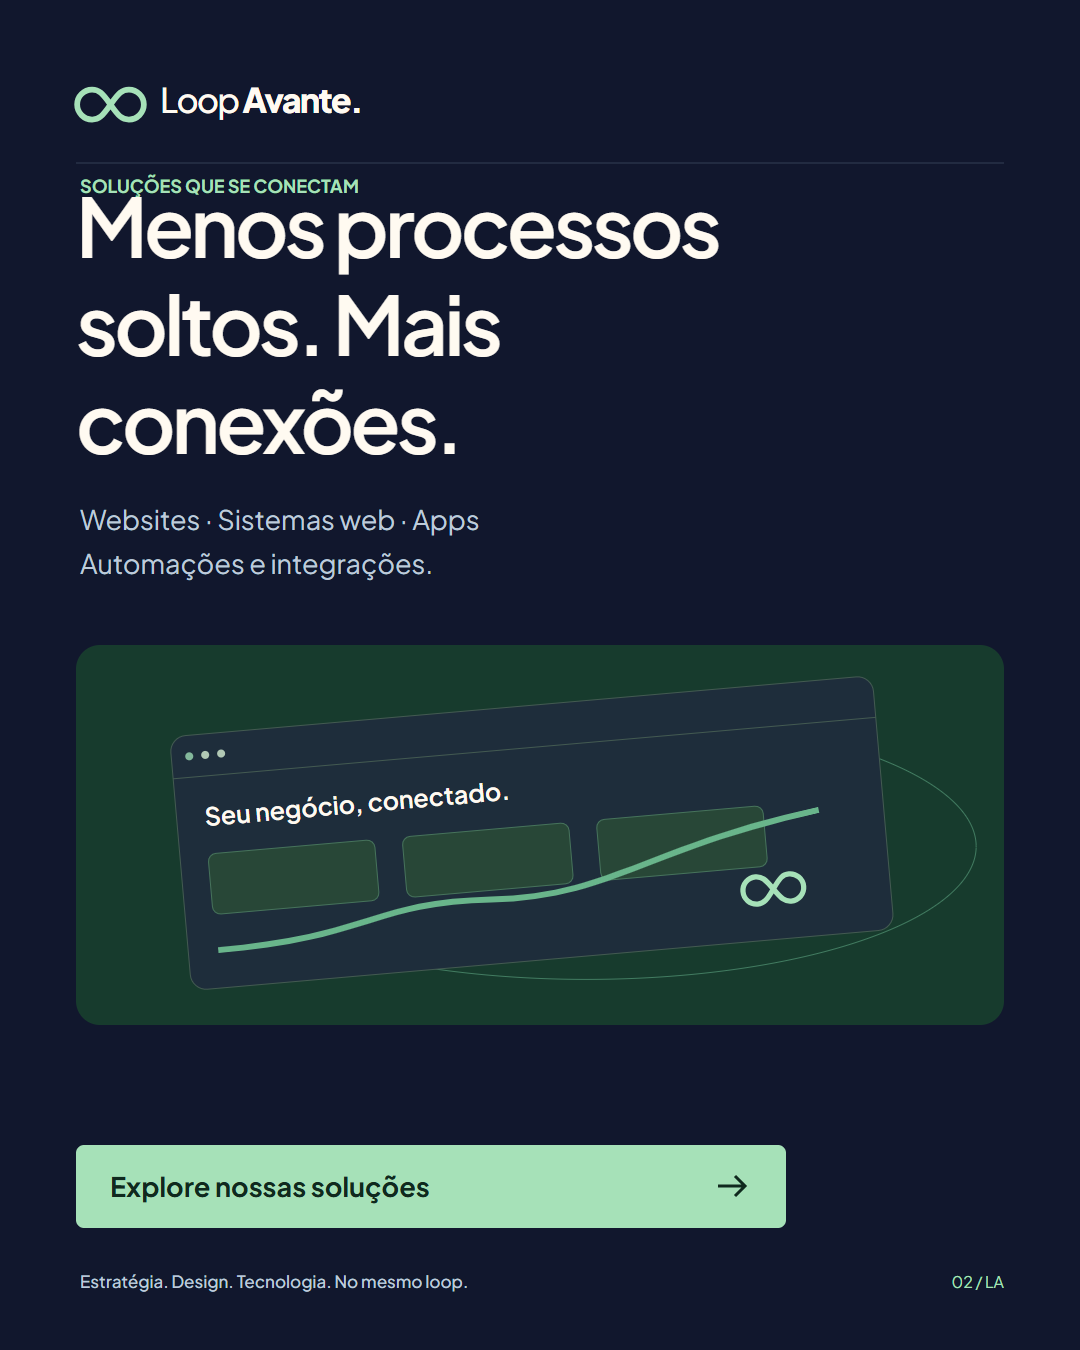 Loop Avante.
SOLUÇÕES QUE SE CONECTAM
Menos processos
soltos. Mais
conexões.
Websites · Sistemas web · Apps
Automações e integrações.
Seu negócio, conectado.
Explore nossas soluções
Estratégia. Design. Tecnologia. No mesmo loop.
02 / LA